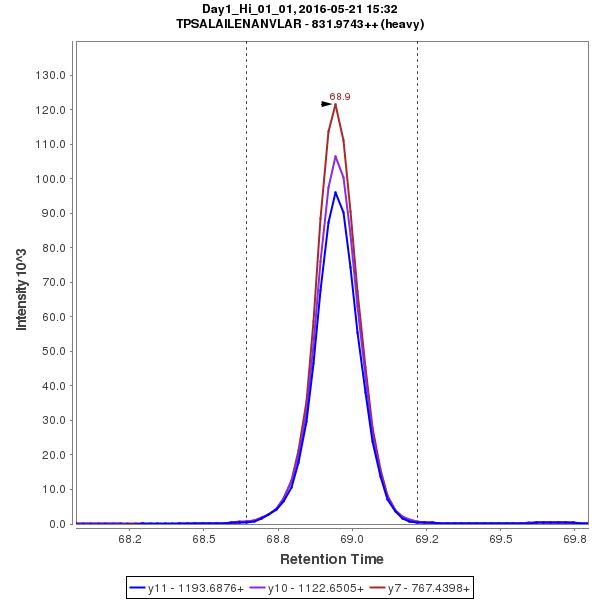 Day1_Hi_01_01, 2016-05-21 15:32
TPSALAILENANVLAR - 831.9743++ (heavy)
68.9
130.0
120.0
110.0
100.0
90.0
80.0
70.0
60.0
50.0
40.0
30.0
20.0
10.0
0.0
Intensity 10^3
68.2 68.5 68.8 69.0 69.2 69.5 69.8
Retention Time
y11 - 1193.6876+ y10 - 1122.6505+ y7 - 767.4398+